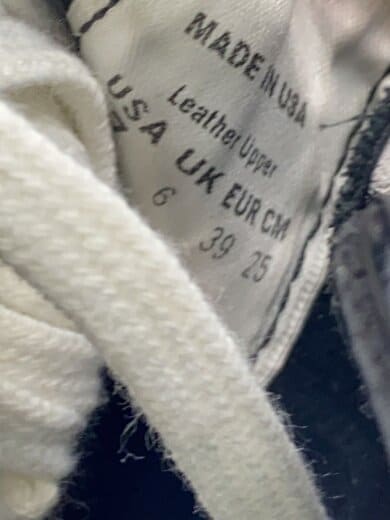 MADE IN USA
Leather Upper
USA UK EUR CM
6 39 25